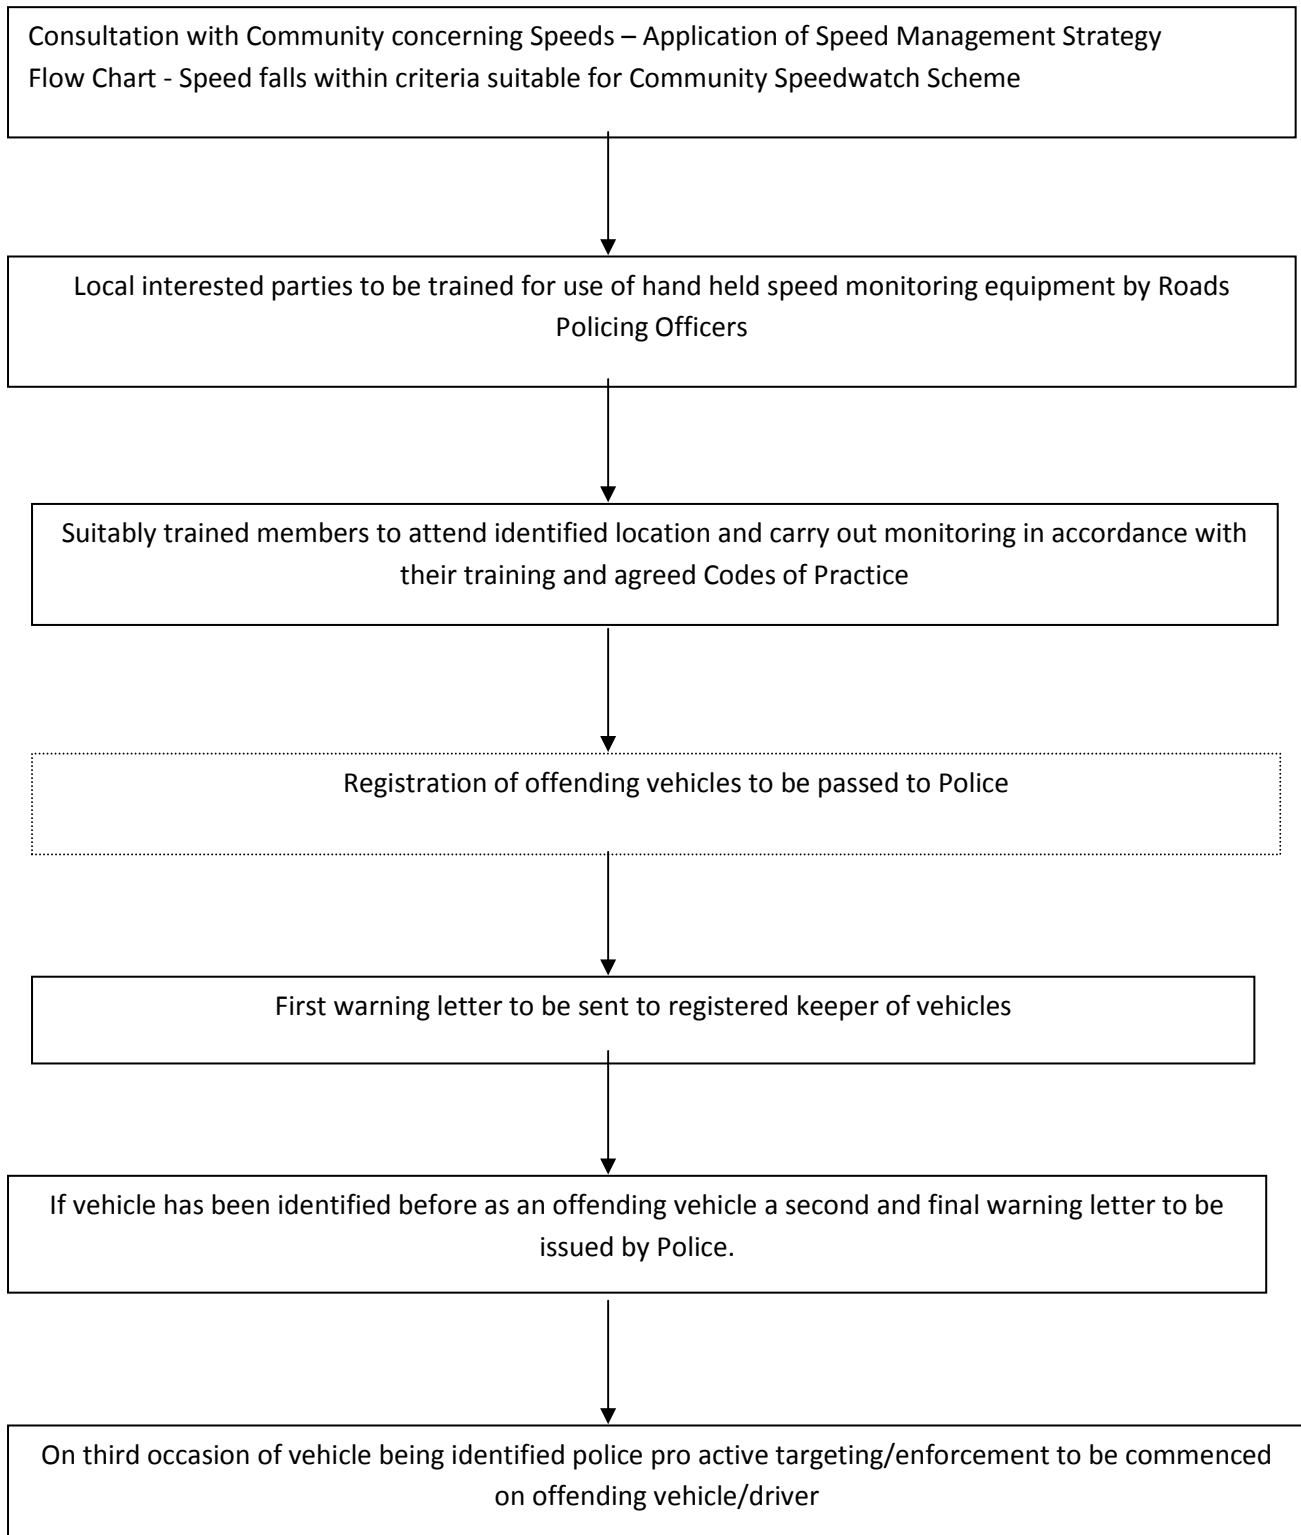 Consultation with Community concerning Speeds – Application of Speed Management Strategy
Flow Chart - Speed falls within criteria suitable for Community Speedwatch Scheme
Local interested parties to be trained for use of hand held speed monitoring equipment by Roads
Policing Officers
Suitably trained members to attend identified location and carry out monitoring in accordance with
their training and agreed Codes of Practice
Registration of offending vehicles to be passed to Police
First warning letter to be sent to registered keeper of vehicles
If vehicle has been identified before as an offending vehicle a second and final warning letter to be
issued by Police.
On third occasion of vehicle being identified police pro active targeting/enforcement to be commenced
on offending vehicle/driver